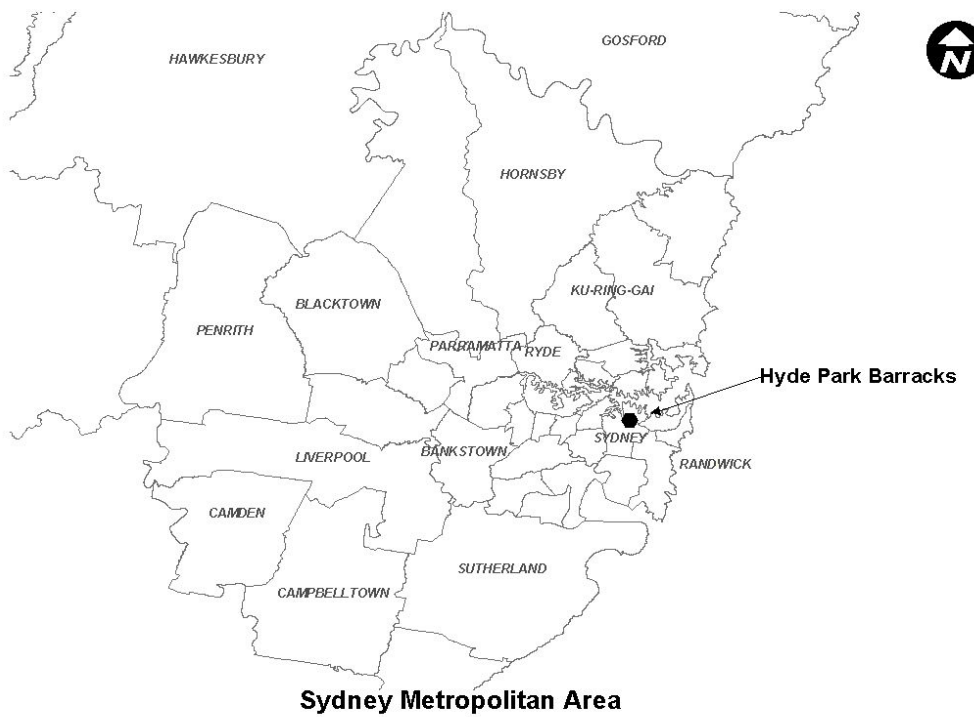 GOSFORD
HAWKESBURY
N
HORNSBY
KU-RING-GAI
BLACKTOWN
PENRITH
PARRAMATTA
RYDE
Hyde Park Barracks
SYDNEY
BANKSTOWN
LIVERPOOL
RANDWICK
CAMDEN
SUTHERLAND
CAMPBELLTOWN
Sydney Metropolitan Area